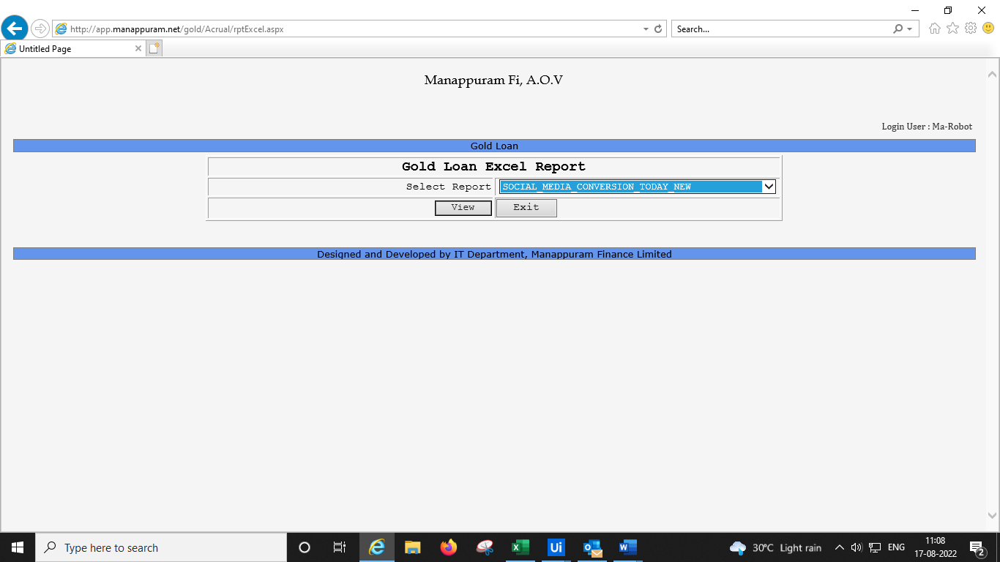 http://app.manappuram.net/gold/Acrual/rptExcel.aspx
Search...
Untitled Page
Manappuram Fi, A.O.V
Login User : Ma-Robot
Gold Loan
Gold Loan Excel Report
Select Report
SOCIAL_MEDIA_CONVERSION_TODAY_NEW
View
Exit
Designed and Developed by IT Department, Manappuram Finance Limited
Type here to search
Ui
30°C Light rain
ENG
11:08
17-08-2022
2